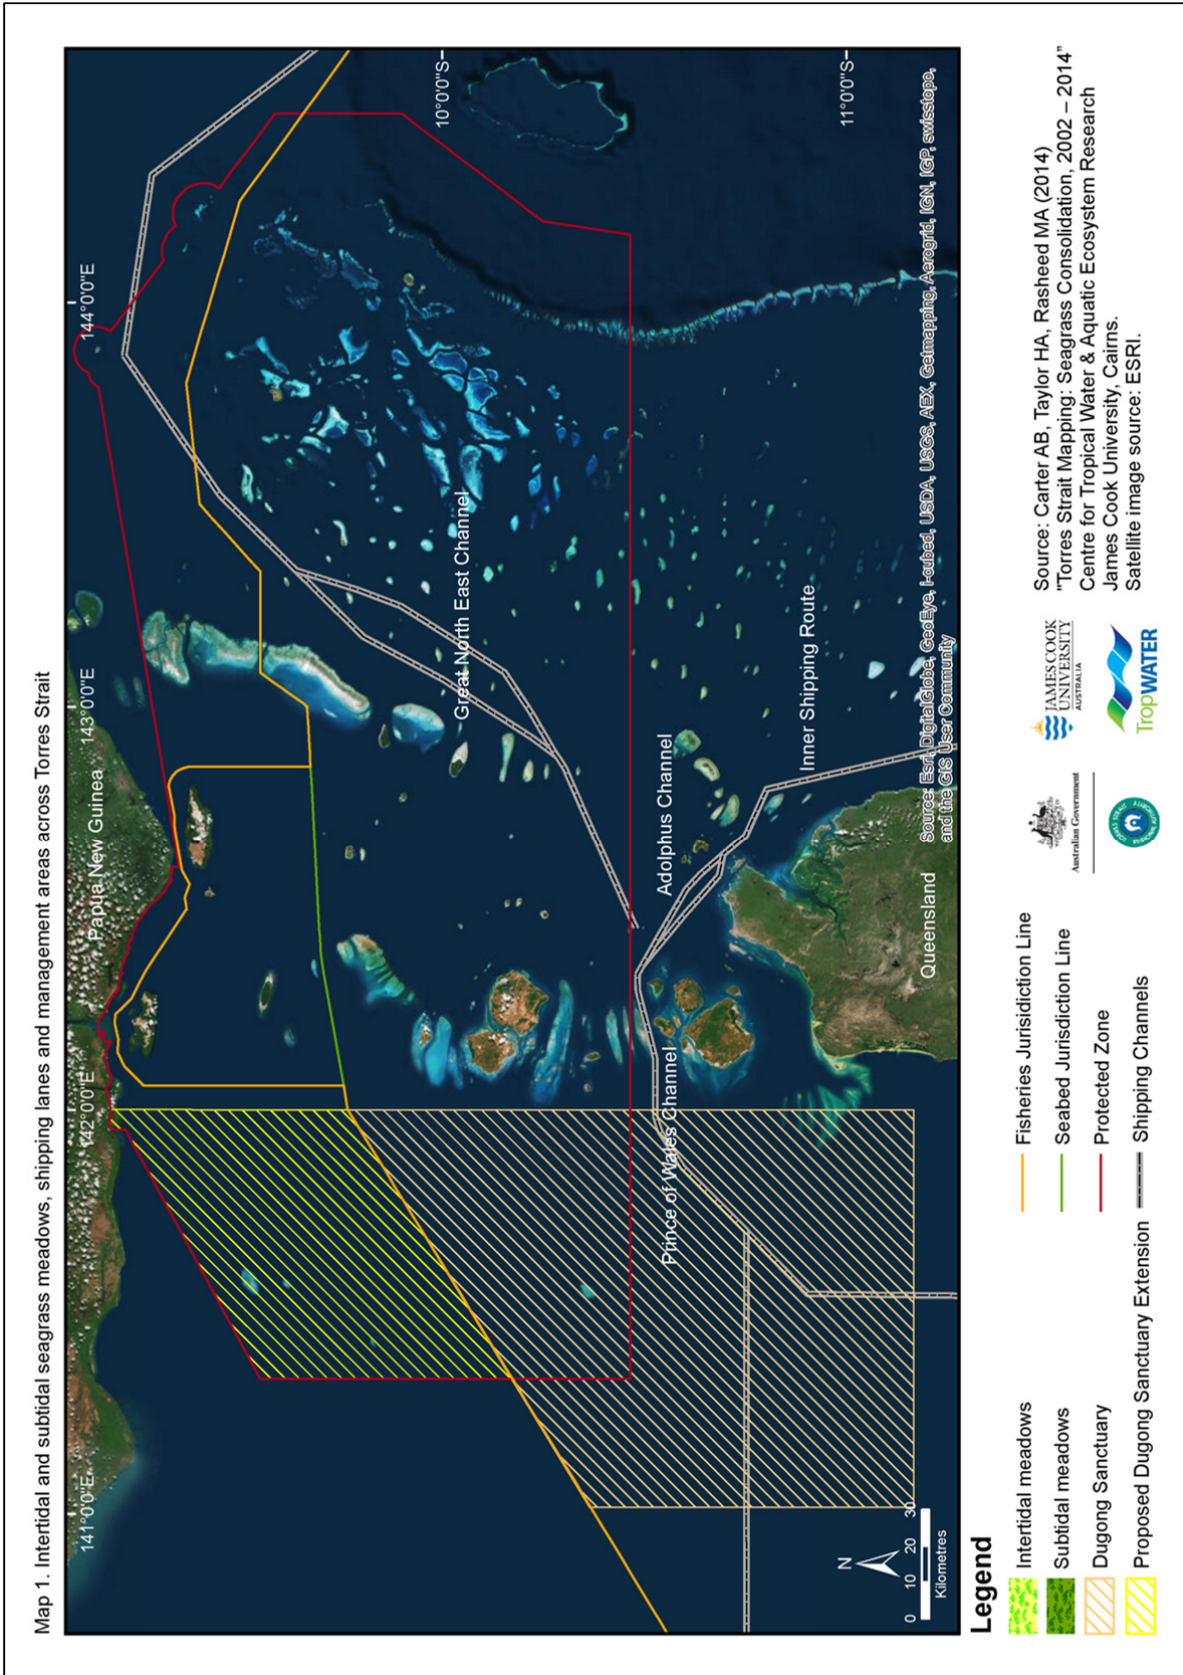 Map 1. Intertidal and subtidal seagrass meadows, shipping lanes and management areas across Torres Strait
141°0'0"E
142°0'0"E
143°0'0"E
144°0'0"E
Papua New Guinea
10°0'0"S
11°0'0"S
Great North East Channel
Adolphus Channel
Prince of Wales Channel
Inner Shipping Route
Queensland
N
0 10 20 30
Kilometres
Source: Esri, DigitalGlobe, GeoEye, i-cubed, USDA, USGS, AEX, Getmapping, Aerogrid, IGN, IGP, swisstopo,
and the GIS User Community
Legend
Intertidal meadows
Subtidal meadows
Dugong Sanctuary
Proposed Dugong Sanctuary Extension
Fisheries Jurisidiction Line
Seabed Jurisdiction Line
Protected Zone
Shipping Channels
Australian Government
JAMES COOK
UNIVERSITY
AUSTRALIA
TropWATER
Source: Carter AB, Taylor HA, Rasheed MA (2014)
"Torres Strait Mapping: Seagrass Consolidation, 2002 – 2014"
Centre for Tropical Water & Aquatic Ecosystem Research
James Cook University, Cairns.
Satellite image source: ESRI.